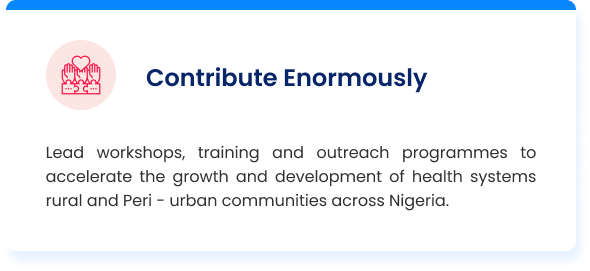 Contribute Enormously
Lead workshops, training and outreach programmes to
accelerate the growth and development of health systems
rural and Peri - urban communities across Nigeria.